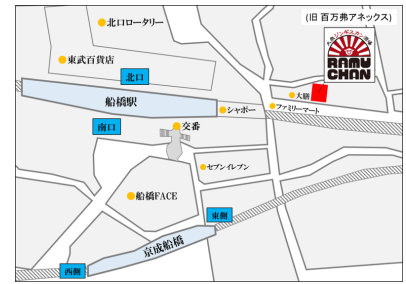 (旧 百万弗アネックス)
北口ロータリー
東武百貨店
北口
RAMU
CHAN
大勝
船橋駅
シャポー
ファミリーマート
南口
交番
セブンイレブン
船橋FACE
東側
京成船橋
西側